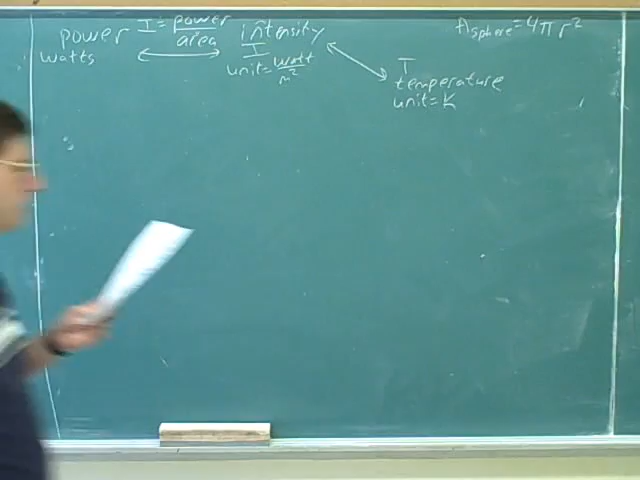 power I = power/area intensity
watts I
unit = watt/m²
T
temperature
unit = K
A sphere = 4πr²